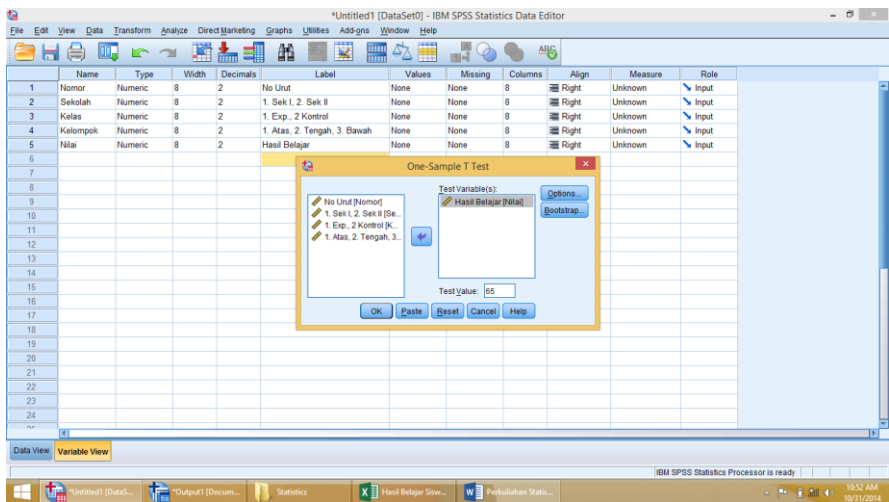 *Untitled1 [DataSet0] - IBM SPSS Statistics Data Editor
File Edit View Data Transform Analyze Direct Marketing Graphs Utilities Add-ons Window Help
Name Type Width Decimals Label Values Missing Columns Align Measure Role
1 Nomor Numeric 8 2 No Urut None None 8 Right Unknown Input
2 Sekolah Numeric 8 2 1. Sek I, 2. Sek II None None 8 Right Unknown Input
3 Kelas Numeric 8 2 1. Exp., 2 Kontrol None None 8 Right Unknown Input
4 Kelompok Numeric 8 2 1. Atas, 2. Tengah, 3. Bawah None None 8 Right Unknown Input
5 Nilai Numeric 8 2 Hasil Belajar None None 8 Right Unknown Input
6
7
8
9
10
11
12
13
14
15
16
17
18
19
20
21
22
23
24
One-Sample T Test
Test Variable(s):
No Urut [Nomor]
1. Sek I, 2. Sek II [Se...
1. Exp., 2 Kontrol [K...
1. Atas, 2. Tengah, 3...
Hasil Belajar [Nilai]
Options...
Bootstrap...
Test Value: 65
OK Paste Reset Cancel Help
Data View Variable View
IBM SPSS Statistics Processor is ready
*Untitled1 [DataS... *Output1 [Docum... Statistics Hasil Belajar Sisw... Perkuliahan Static...
10:52 AM
10/31/2014